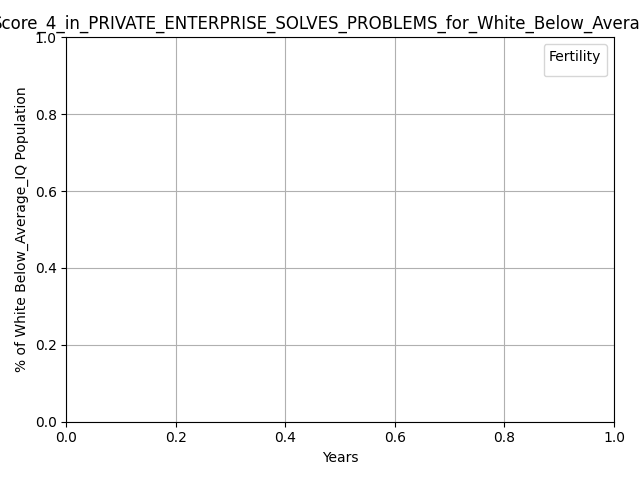 Score_4_in_PRIVATE_ENTERPRISE_SOLVES_PROBLEMS_for_White_Below_Avera
Fertility
% of White Below_Average_IQ Population
1.0
0.8
0.6
0.4
0.2
0.0
0.0 0.2 0.4 0.6 0.8 1.0
Years